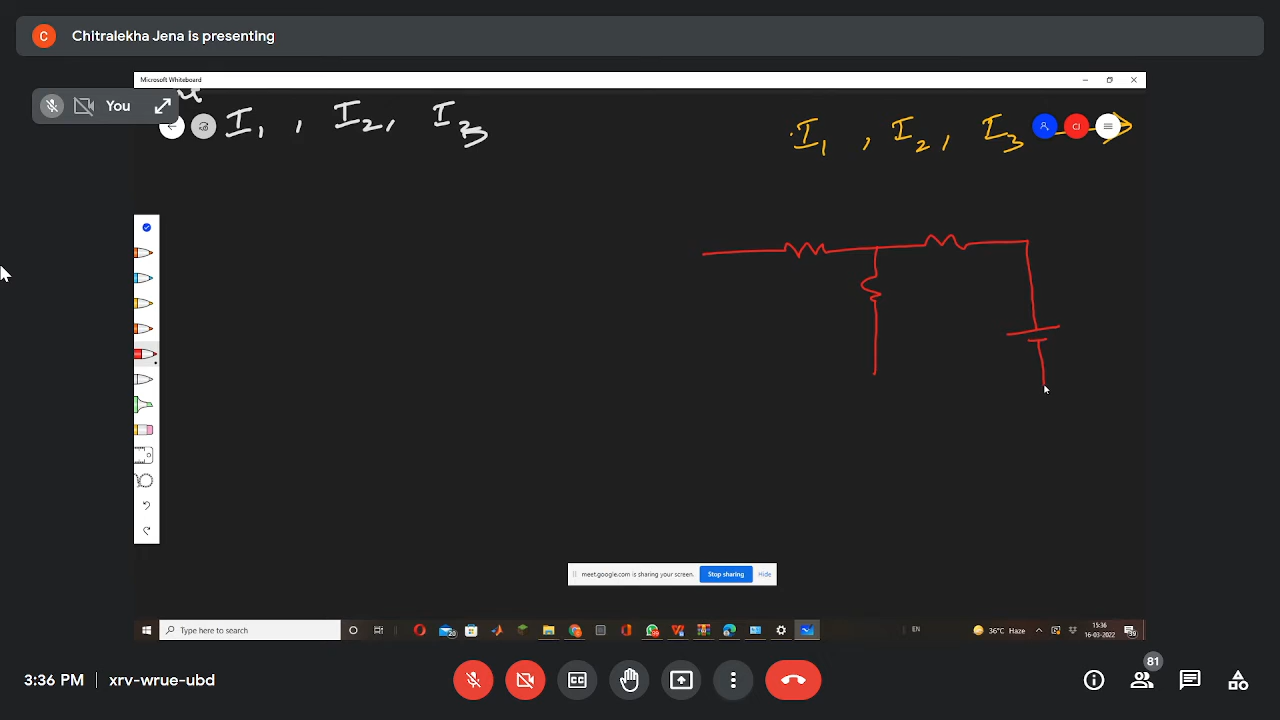 C Chitralekha Jena is presenting
Microsoft Whiteboard
You
I1 , I2, I3
I1 , I2, I3
CJ
meet.google.com is sharing your screen. Stop sharing Hide
Type here to search
EN
36°C Haze
15:36
16-03-2022
3:36 PM | xrv-wrue-ubd
81